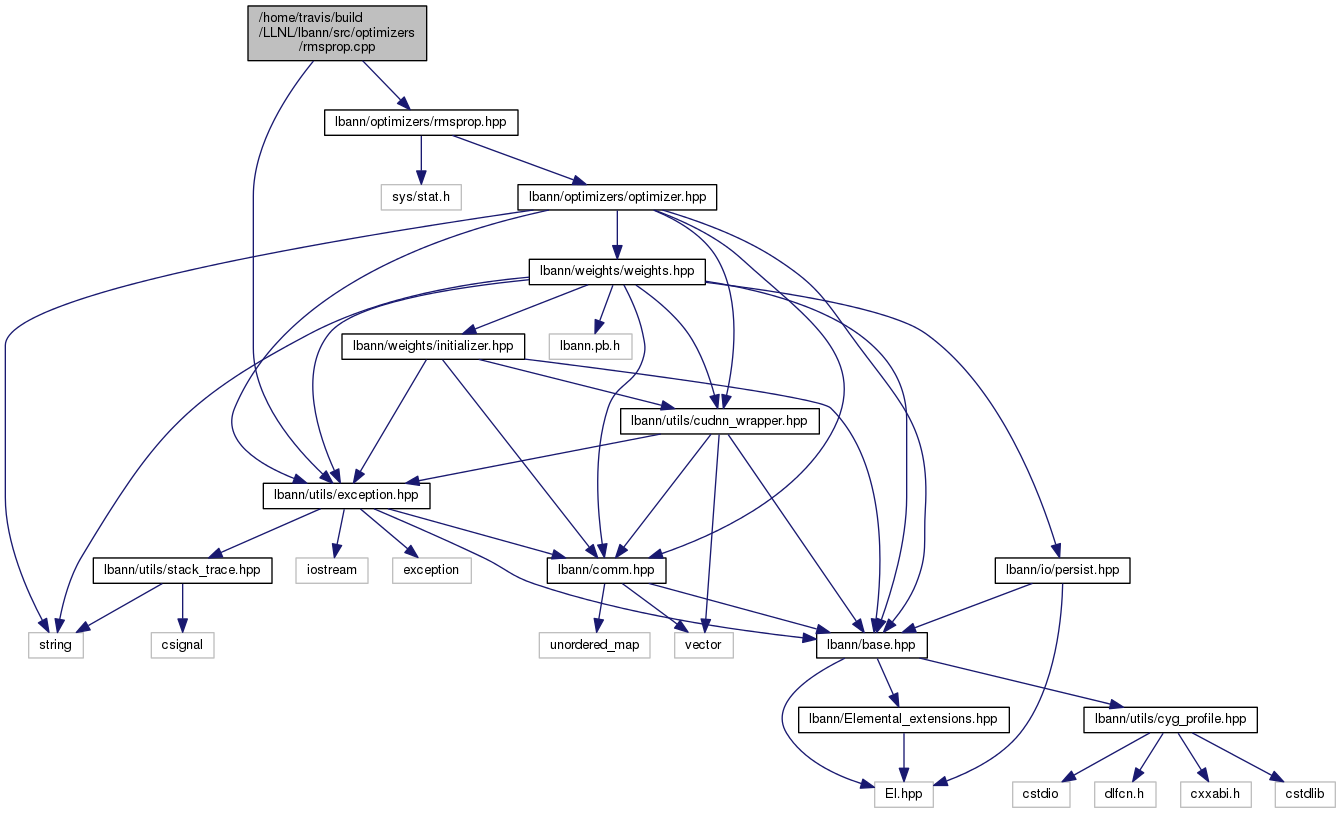 /home/travis/build
/LLNL/lbann/src/optimizers
/rmsprop.cpp
lbann/optimizers/rmsprop.hpp
sys/stat.h
lbann/optimizers/optimizer.hpp
lbann/weights/weights.hpp
lbann/weights/initializer.hpp
lbann.pb.h
lbann/utils/cudnn_wrapper.hpp
lbann/utils/exception.hpp
lbann/utils/stack_trace.hpp
iostream
exception
lbann/comm.hpp
lbann/io/persist.hpp
string
csignal
unordered_map
vector
lbann/base.hpp
lbann/Elemental_extensions.hpp
lbann/utils/cyg_profile.hpp
El.hpp
cstdio
dlfcn.h
cxxabi.h
cstdlib